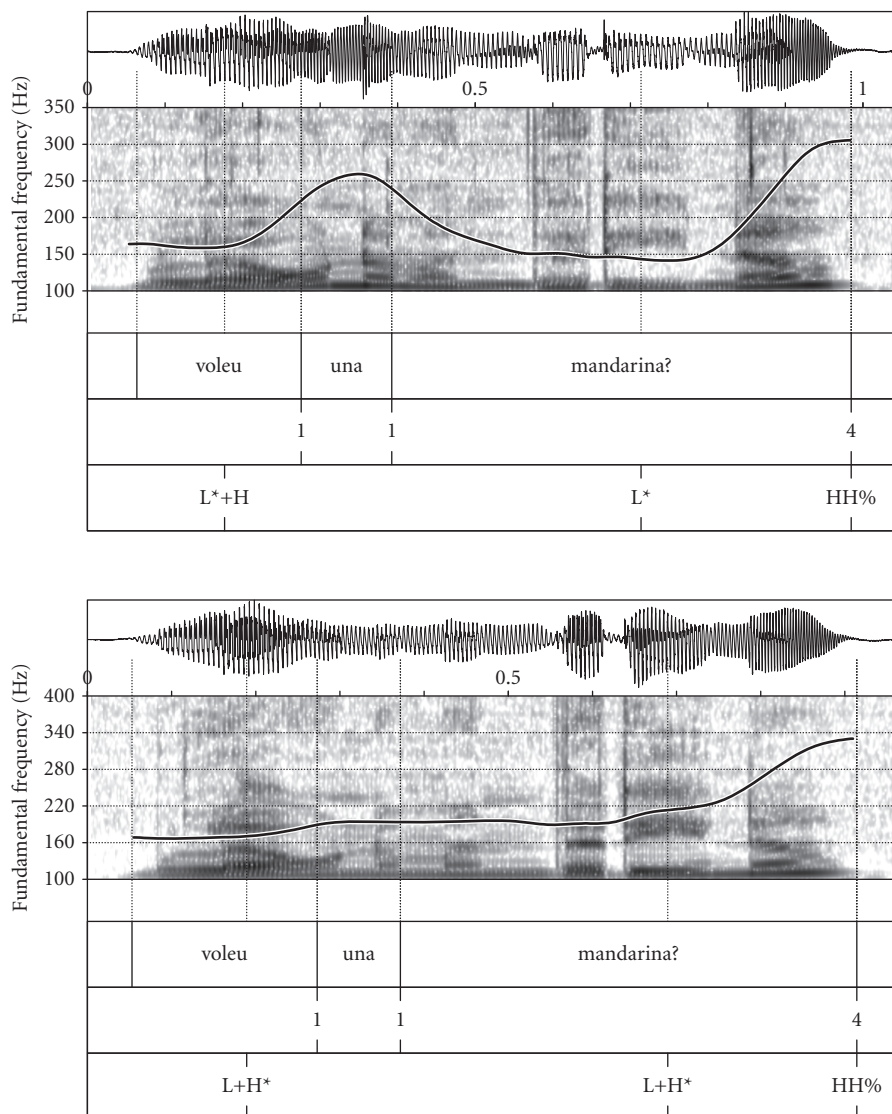 0 0.5 1
Fundamental frequency (Hz)
350
300
250
200
150
100
voleu una mandarina?
1 1 4
L*+H L* HH%
0 0.5
Fundamental frequency (Hz)
400
340
280
220
160
100
voleu una mandarina?
1 1 4
L+H* L+H* HH%